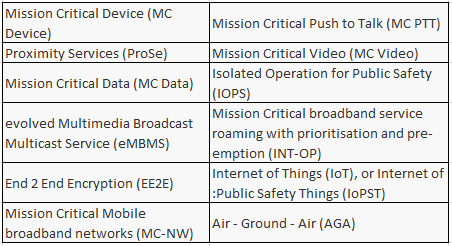 Mission Critical Device (MC
Device)
Mission Critical Push to Talk (MC PTT)
Proximity Services (ProSe)
Mission Critical Video (MC Video)
Mission Critical Data (MC Data)
Isolated Operation for Public Safety
(IOPS)
evolved Multimedia Broadcast
Multicast Service (eMBMS)
Mission Critical broadband service
roaming with prioritisation and pre-
emption (INT-OP)
End 2 End Encryption (EE2E)
Internet of Things (IoT), or Internet of
:Public Safety Things (IoPST)
Mission Critical Mobile
broadband networks (MC-NW)
Air - Ground - Air (AGA)